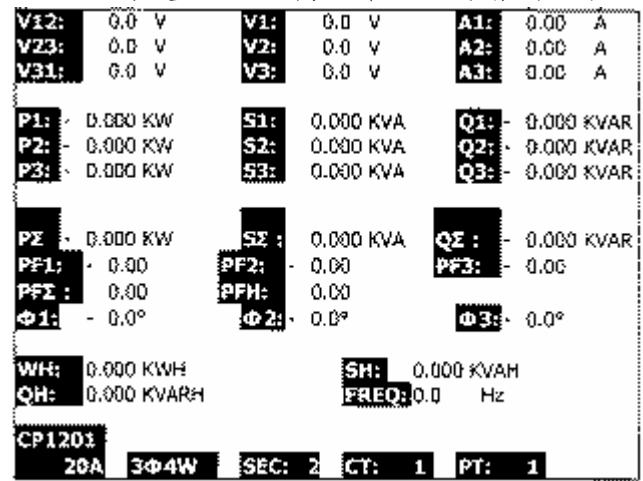 V12: 0.0 V V1: 0.0 V A1: 0.00 A
V23: 0.0 V V2: 0.0 V A2: 0.00 A
V31: 0.0 V V3: 0.0 V A3: 0.00 A
P1: - 0.000 KW S1: 0.000 KVA Q1: - 0.000 KVAR
P2: - 0.000 KW S2: 0.000 KVA Q2: - 0.000 KVAR
P3: - 0.000 KW S3: 0.000 KVA Q3: - 0.000 KVAR
PΣ - 0.000 KW SΣ : 0.000 KVA QΣ : - 0.000 KVAR
PF1: - 0.00 PF2: - 0.00 PF3: - 0.00
PFΣ : 0.00 PFH: 0.00
Φ1: - 0.0° Φ2: - 0.0° Φ3: - 0.0°
WH: 0.000 KWH SH: 0.000 KVAH
QH: 0.000 KVARH FREQ: 0.0 Hz
CP1201
20A 3Φ4W SEC: 2 CT: 1 PT: 1